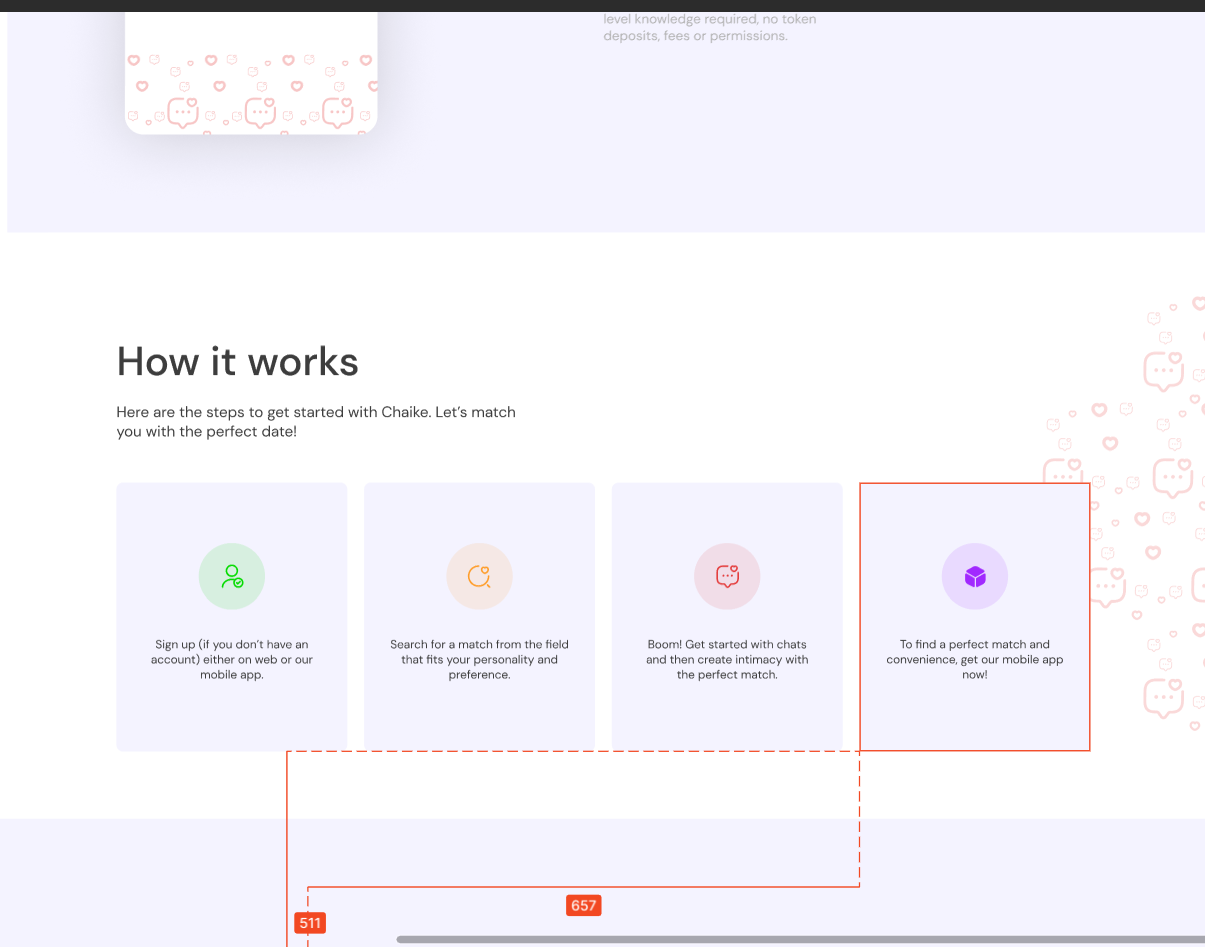 level knowledge required, no token
deposits, fees or permissions.
How it works
Here are the steps to get started with Chaike. Let’s match
you with the perfect date!
Sign up (if you don’t have an
account) either on web or our
mobile app.
Search for a match from the field
that fits your personality and
preference.
Boom! Get started with chats
and then create intimacy with
the perfect match.
To find a perfect match and
convenience, get our mobile app
now!
657
511